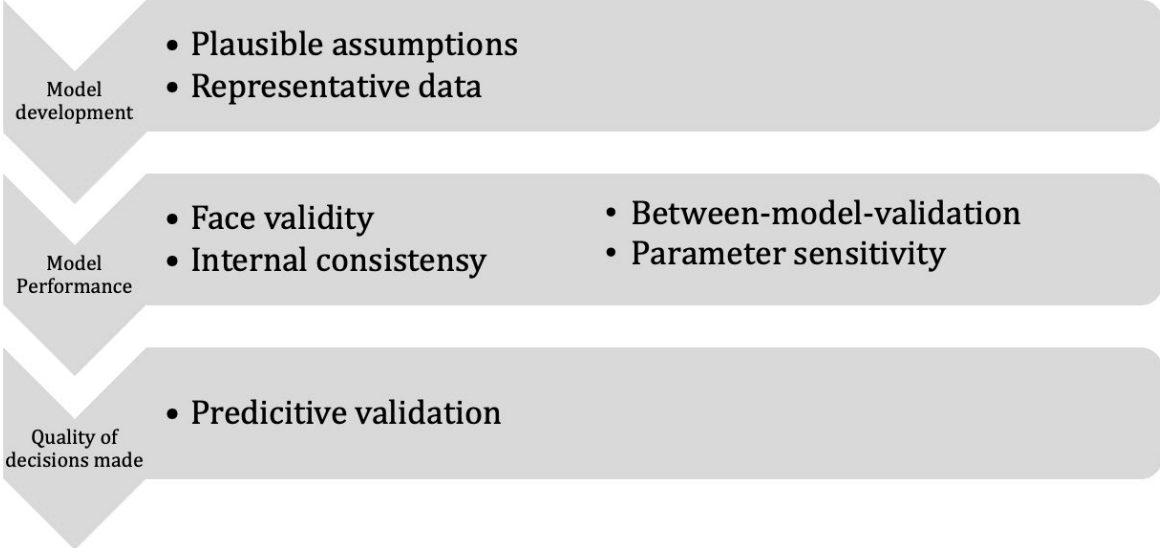 Model
development
• Plausible assumptions
• Representative data
Model
Performance
• Face validity
• Internal consistensy
• Between-model-validation
• Parameter sensitivity
Quality of
decisions made
• Predicitive validation